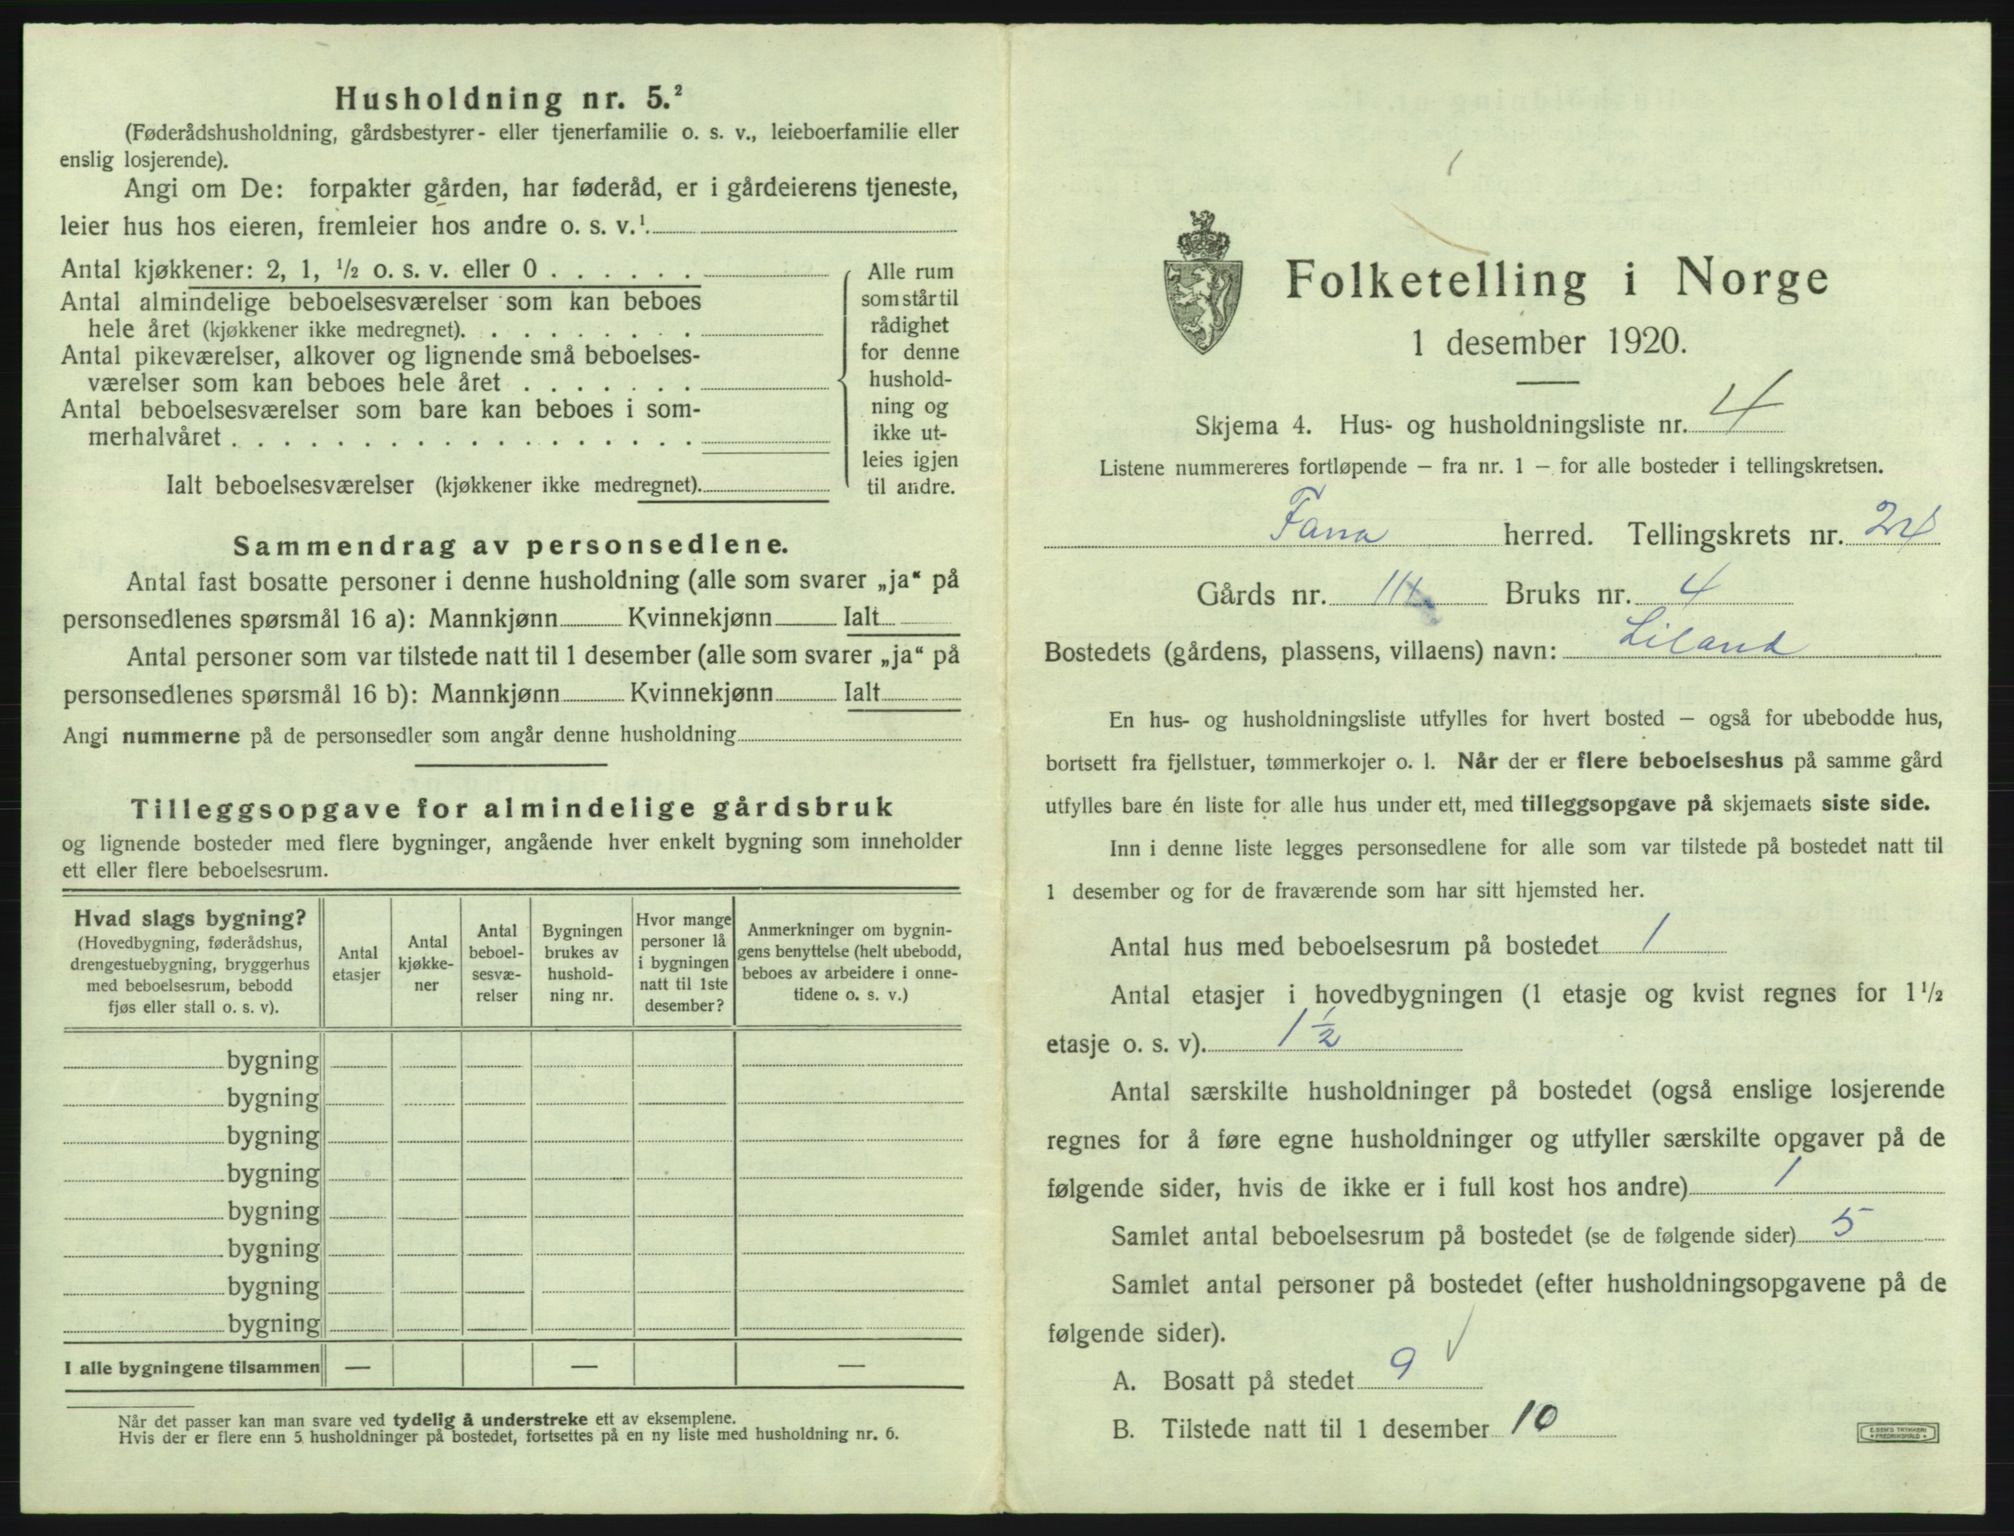 Husholdning nr. 5.²
(Føderådshusholdning, gårdsbestyrer- eller tjenerfamilie o. s. v., leieboerfamilie eller
enslig losjerende).
Angi om De: forpakter gården, har føderåd, er i gårdeierens tjeneste,
leier hus hos eieren, fremleier hos andre o. s. v.¹
Antal kjøkkener: 2, 1, ¹/₂ o. s. v. eller 0 . . . . . .
Antal almindelige beboelsesværelser som kan beboes
hele året (kjøkkener ikke medregnet). . . . . . . . .
Antal pikeværelser, alkover og lignende små beboelses-
værelser som kan beboes hele året . . . . . . .
Antal beboelsesværelser som bare kan beboes i som-
merhalvåret . . . . . . . . . . . . . . . . . .
Ialt beboelsesværelser (kjøkkener ikke medregnet).
Alle rum
som står til
rådighet
for denne
hushold-
ning og
ikke ut-
leies igjen
til andre.
Sammendrag av personsedlene.
Antal fast bosatte personer i denne husholdning (alle som svarer „ja“ på
personsedlenes spørsmål 16 a): Mannkjønn Kvinnekjønn Ialt
Antal personer som var tilstede natt til 1 desember (alle som svarer „ja“ på
personsedlenes spørsmål 16 b): Mannkjønn Kvinnekjønn Ialt
Angi nummerne på de personsedler som angår denne husholdning
Tilleggsopgave for almindelige gårdsbruk
og lignende bosteder med flere bygninger, angående hver enkelt bygning som inneholder
ett eller flere beboelsesrum.
Hvad slags bygning?
(Hovedbygning, føderådshus,
drengestuebygning, bryggerhus
med beboelsesrum, bebodd
fjøs eller stall o. s. v).
Antal
etasjer
Antal
kjøkke-
ner
Antal
beboel-
sesvæ-
relser
Bygningen
brukes av
hushold-
ning nr.
Hvor mange
personer lå
i bygningen
natt til 1ste
desember?
Anmerkninger om bygnin-
gens benyttelse (helt ubebodd,
beboes av arbeidere i onne-
tidene o. s. v.)
bygning
bygning
bygning
bygning
bygning
bygning
bygning
bygning
I alle bygningene tilsammen — — —
Når det passer kan man svare ved tydelig å understreke ett av eksemplene.
Hvis der er flere enn 5 husholdninger på bostedet, fortsettes på en ny liste med husholdning nr. 6.
Folketelling i Norge
1 desember 1920.
Skjema 4. Hus- og husholdningsliste nr. 4
Listene nummereres fortløpende – fra nr. 1 – for alle bosteder i tellingskretsen.
Fana herred. Tellingskrets nr.
Gårds nr. 114 Bruks nr. 4
Bostedets (gårdens, plassens, villaens) navn: Liland
En hus- og husholdningsliste utfylles for hvert bosted – også for ubebodde hus,
bortsett fra fjellstuer, tømmerkojer o. l. Når der er flere beboelseshus på samme gård
utfylles bare én liste for alle hus under ett, med tilleggsopgave på skjemaets siste side.
Inn i denne liste legges personsedlene for alle som var tilstede på bostedet natt til
1 desember og for de fraværende som har sitt hjemsted her.
Antal hus med beboelsesrum på bostedet 1
Antal etasjer i hovedbygningen (1 etasje og kvist regnes for 1¹/₂
etasje o. s. v). 1 ½
Antal særskilte husholdninger på bostedet (også enslige losjerende
regnes for å føre egne husholdninger og utfyller særskilte opgaver på de
følgende sider, hvis de ikke er i full kost hos andre) 1
Samlet antal beboelsesrum på bostedet (se de følgende sider) 5
Samlet antal personer på bostedet (efter husholdningsopgavene på de
følgende sider).
A. Bosatt på stedet 9
B. Tilstede natt til 1 desember 10
E. SEM'S TRYKKERI
• FREDRIKSHALD •